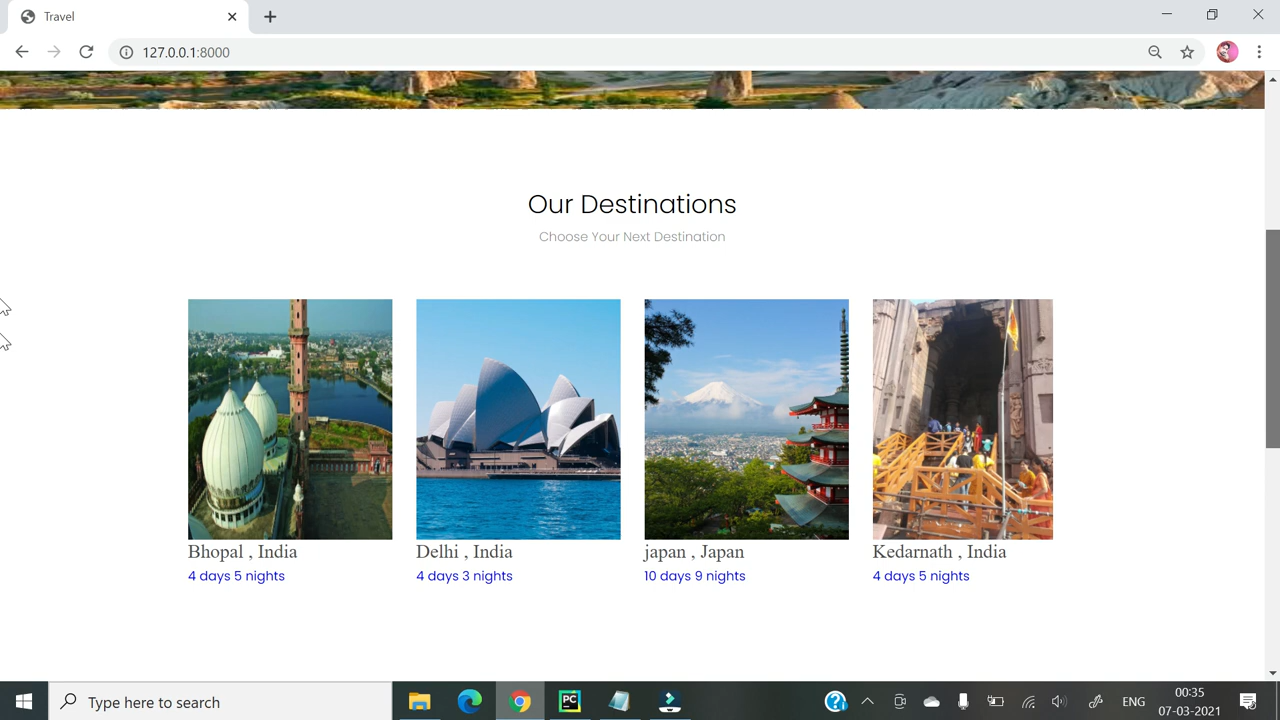 Travel
127.0.0.1:8000
Our Destinations
Choose Your Next Destination
Bhopal , India
4 days 5 nights
Delhi , India
4 days 3 nights
japan , Japan
10 days 9 nights
Kedarnath , India
4 days 5 nights
Type here to search
PC
ENG
00:35
07-03-2021